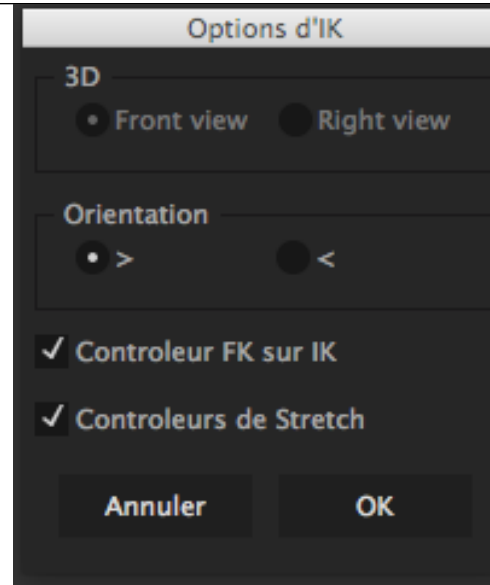 Options d'IK
3D
Front view Right view
Orientation
> <
Controleur FK sur IK
Controleurs de Stretch
Annuler OK